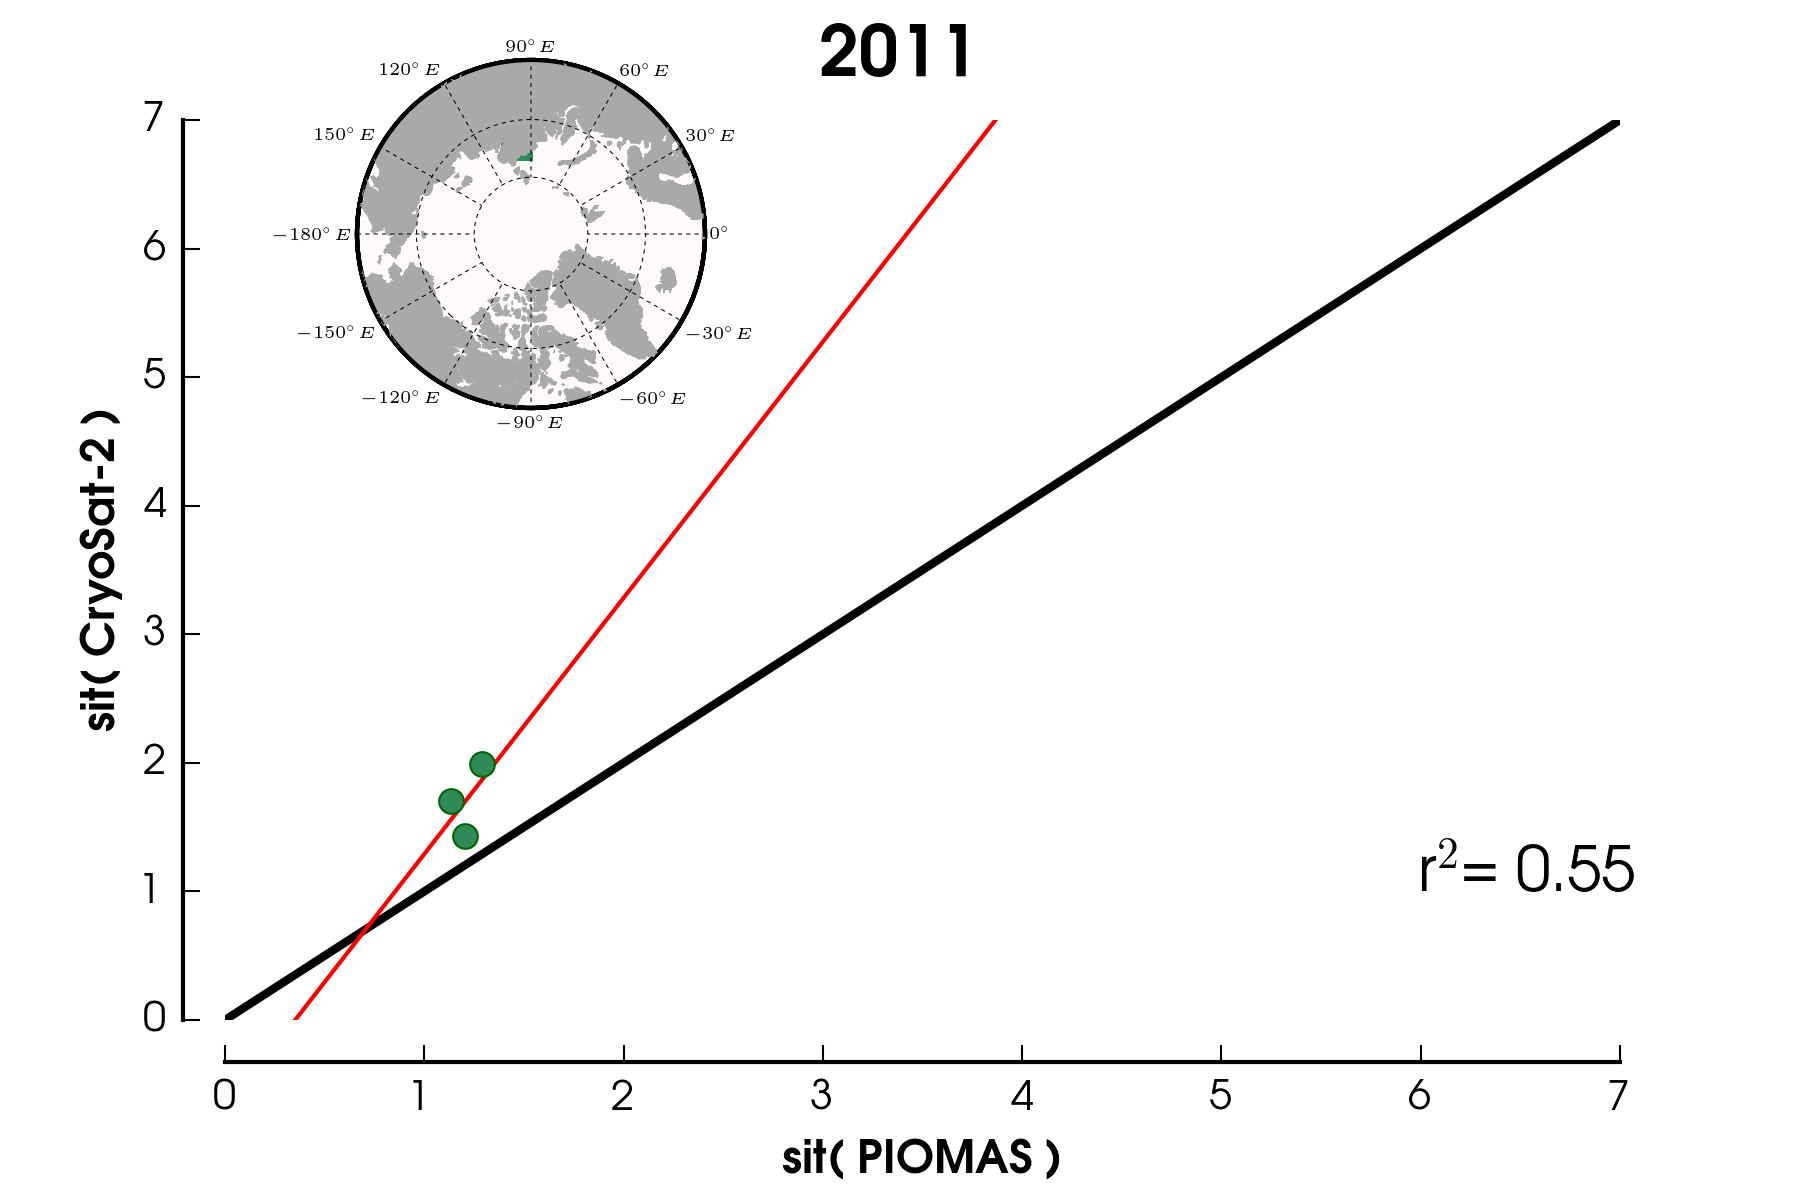 2011
90° E
120° E
60° E
150° E
30° E
−180° E
0°
−150° E
−30° E
−120° E
−60° E
−90° E
7
6
5
4
3
2
1
0
sit( CryoSat-2 )
r²= 0.55
0 1 2 3 4 5 6 7
sit( PIOMAS )